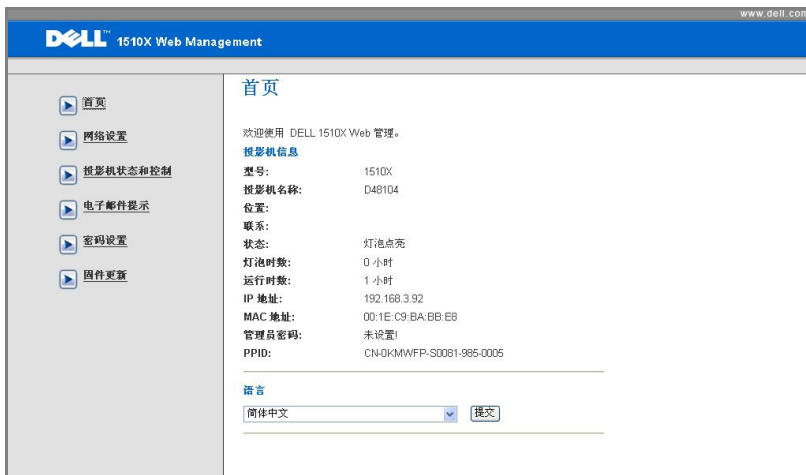 www.dell.com
DELL™ 1510X Web Management
首页
网络设置
投影机状态和控制
电子邮件提示
密码设置
固件更新
首页
欢迎使用 DELL 1510X Web 管理。
投影机信息
型号: 1510X
投影机名称: D48104
位置:
联系:
状态: 灯泡点亮
灯泡时数: 0 小时
运行时数: 1 小时
IP 地址: 192.168.3.92
MAC 地址: 00:1E:C9:BA:BB:E8
管理员密码: 未设置!
PPID: CN-0KMWFP-S0081-985-0005
语言
简体中文 提交